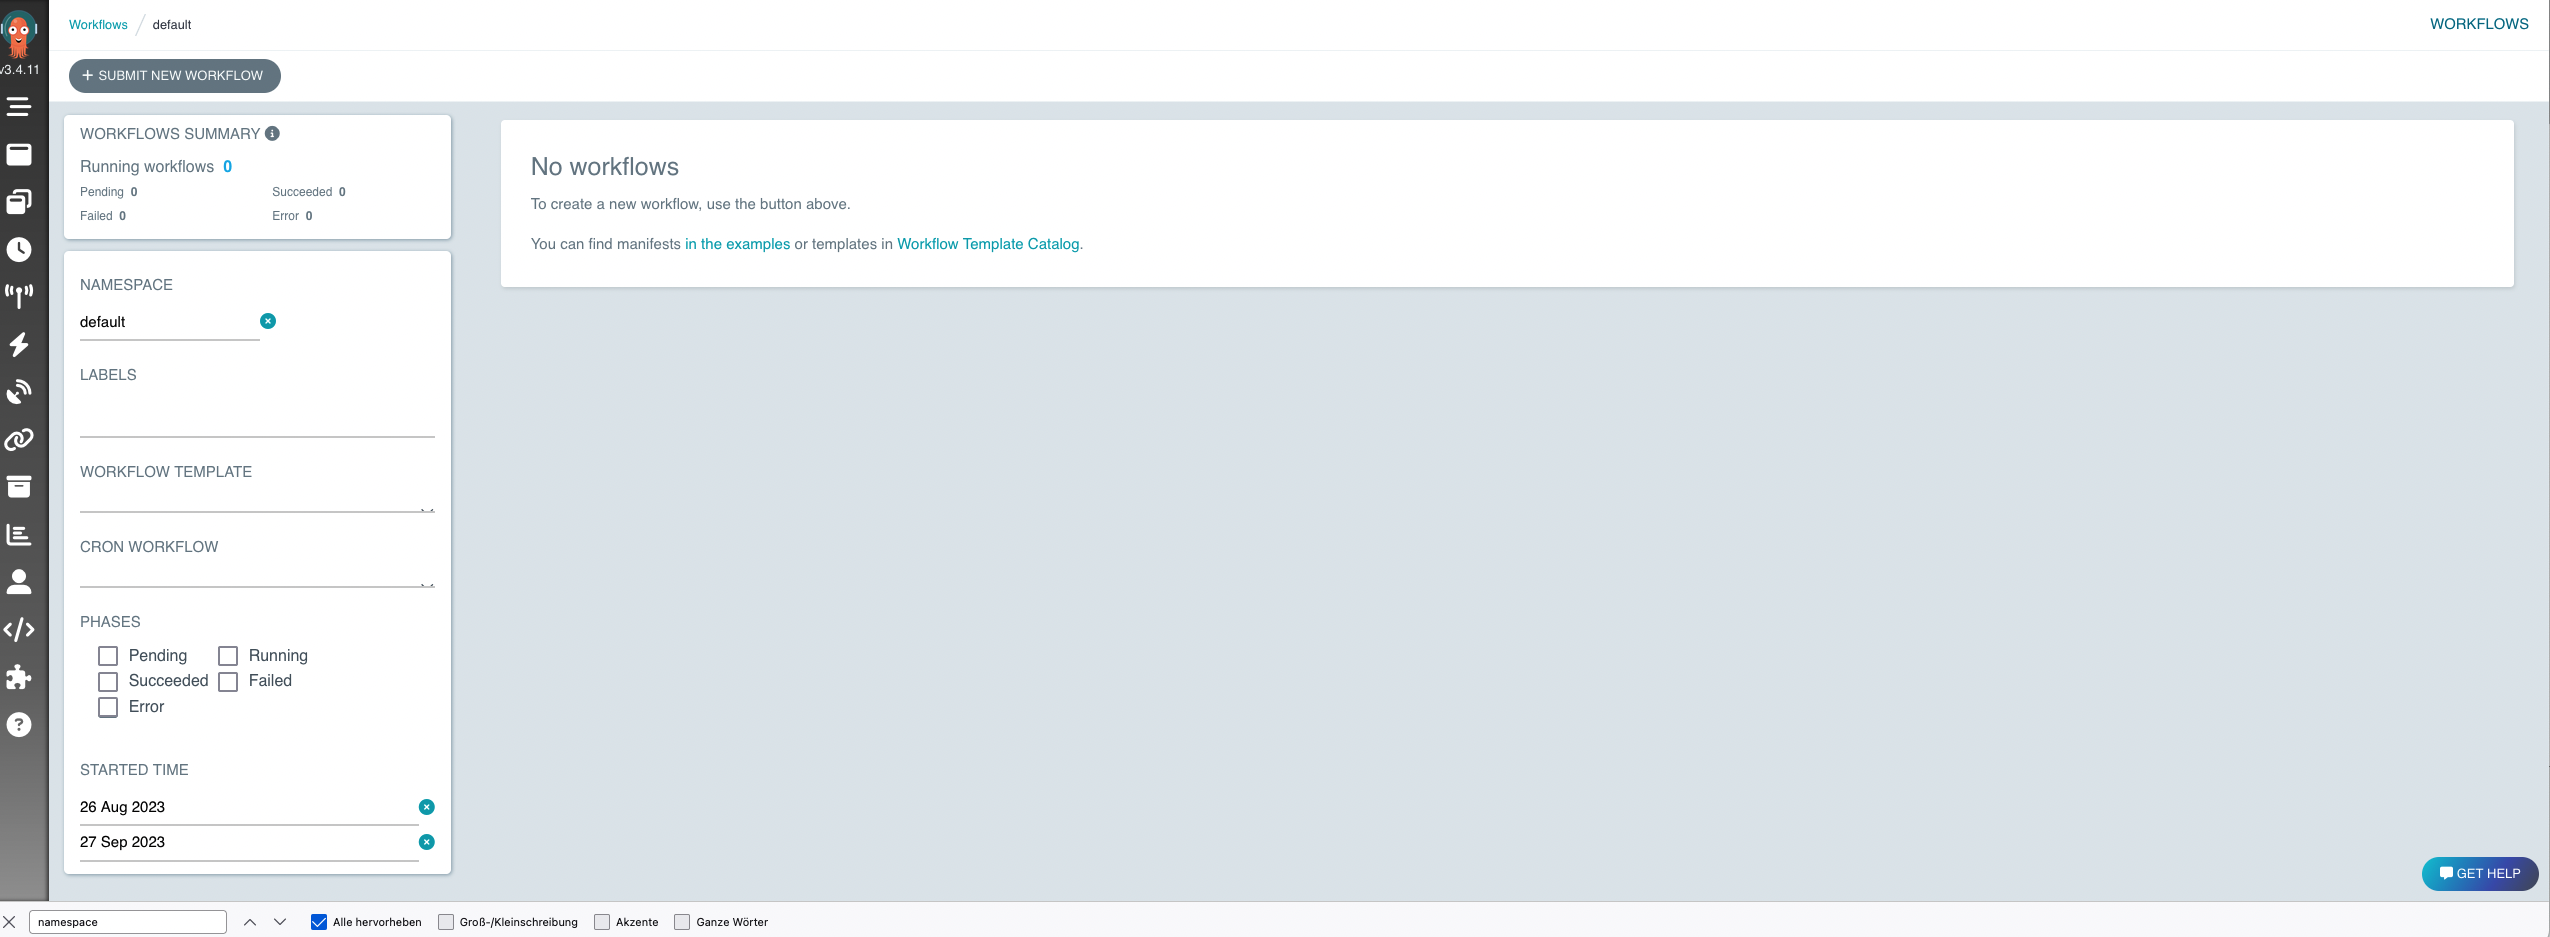 Workflows / default
WORKFLOWS
v3.4.11
+ SUBMIT NEW WORKFLOW
WORKFLOWS SUMMARY
Running workflows 0
Pending 0 Succeeded 0
Failed 0 Error 0
NAMESPACE
default
LABELS
WORKFLOW TEMPLATE
CRON WORKFLOW
PHASES
Pending Running
Succeeded Failed
Error
STARTED TIME
26 Aug 2023
27 Sep 2023
No workflows
To create a new workflow, use the button above.
You can find manifests in the examples or templates in Workflow Template Catalog.
GET HELP
namespace Alle hervorheben Groß-/Kleinschreibung Akzente Ganze Wörter